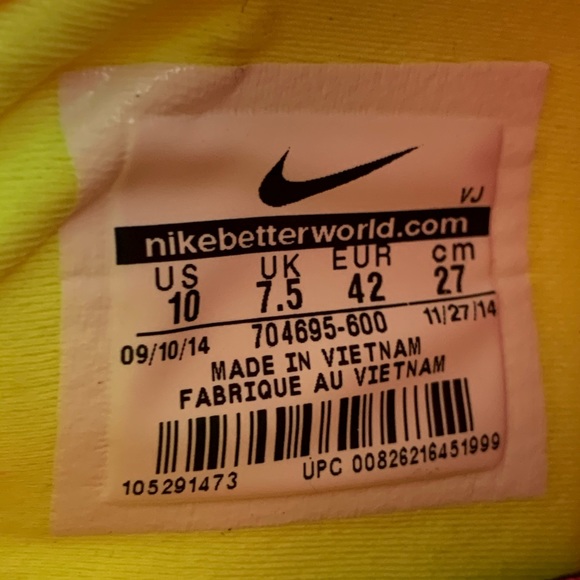 VJ
nikebetterworld.com
US UK EUR cm
10 7.5 42 27
09/10/14 704695-600 11/27/14
MADE IN VIETNAM
FABRIQUE AU VIETNAM
105291473 UPC 00826216451999